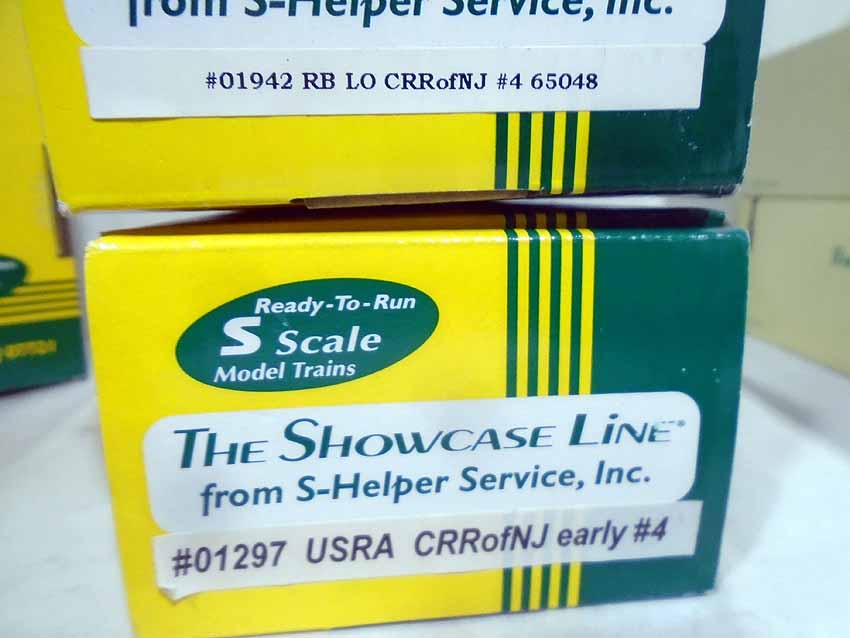 from S-Helper Service, Inc.
#01942 RB LO CRRofNJ #4 65048
Ready-To-Run
S Scale
Model Trains
THE SHOWCASE LINE®
from S-Helper Service, Inc.
#01297 USRA CRRofNJ early #4